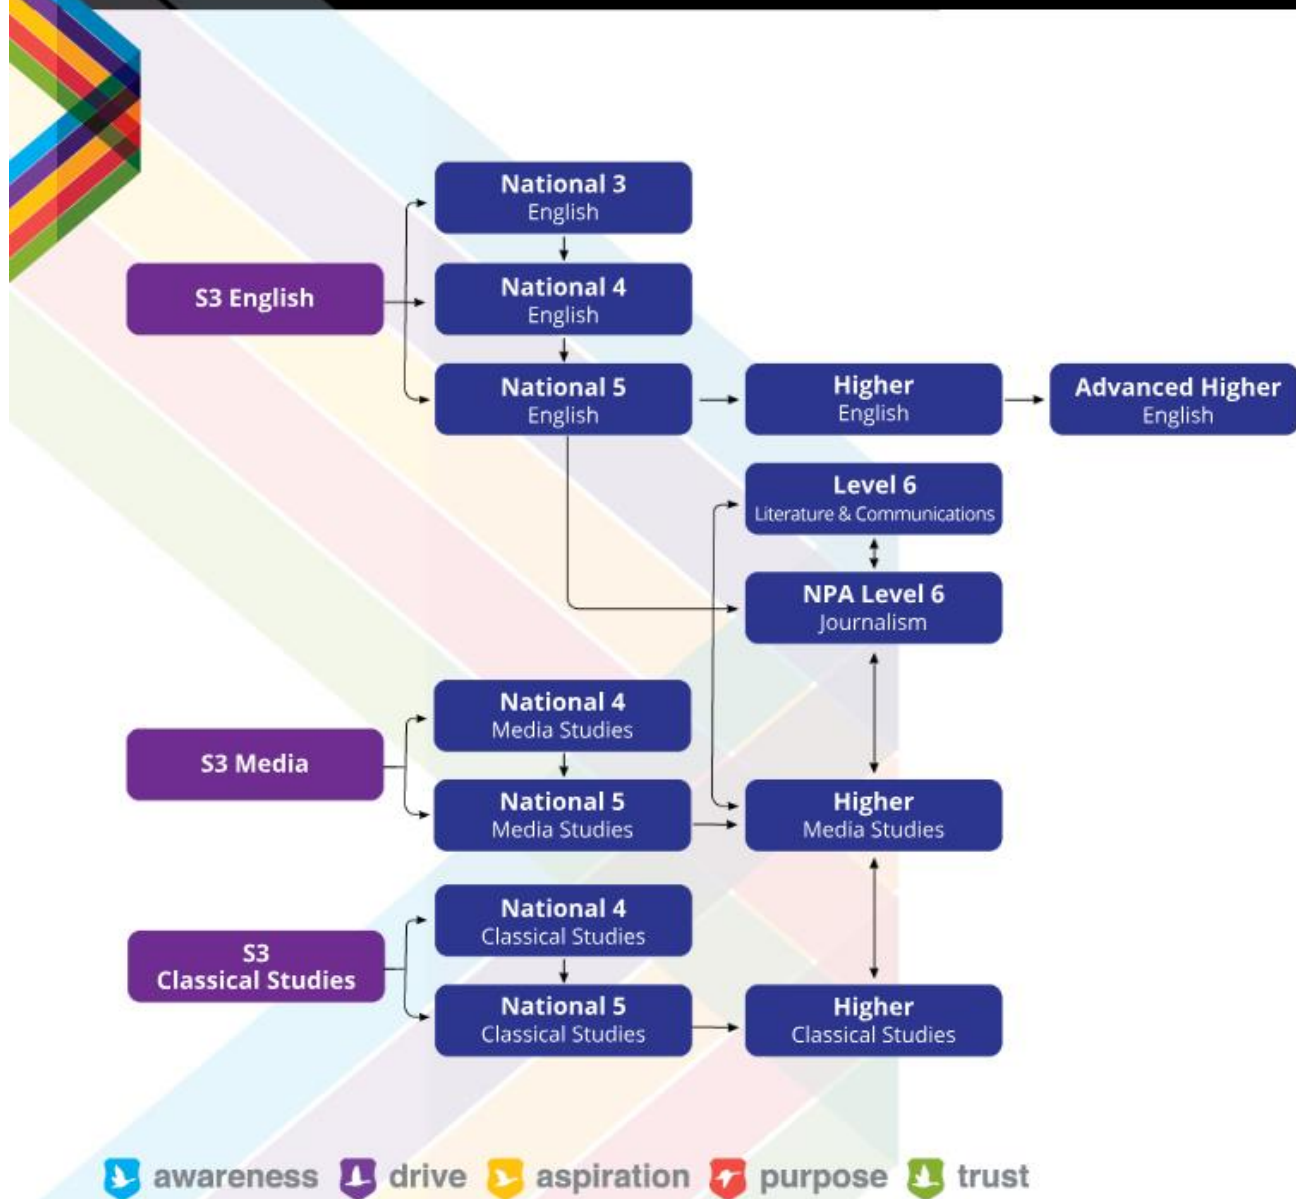 National 3
English
S3 English
National 4
English
National 5
English
Higher
English
Advanced Higher
English
Level 6
Literature & Communications
NPA Level 6
Journalism
National 4
Media Studies
S3 Media
National 5
Media Studies
Higher
Media Studies
National 4
Classical Studies
S3
Classical Studies
National 5
Classical Studies
Higher
Classical Studies
awareness drive aspiration purpose trust